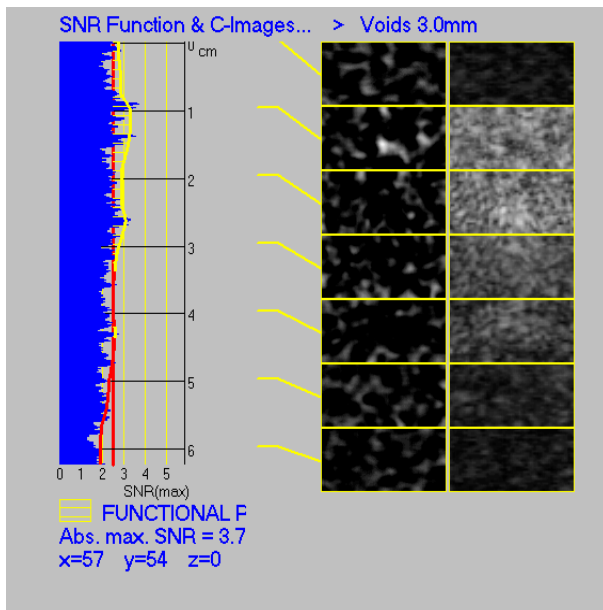 SNR Function & C-Images... > Voids 3.0mm
0 cm
1
2
3
4
5
6
0 1 2 3 4 5
SNR(max)
FUNCTIONAL P
Abs. max. SNR = 3.7
x=57 y=54 z=0